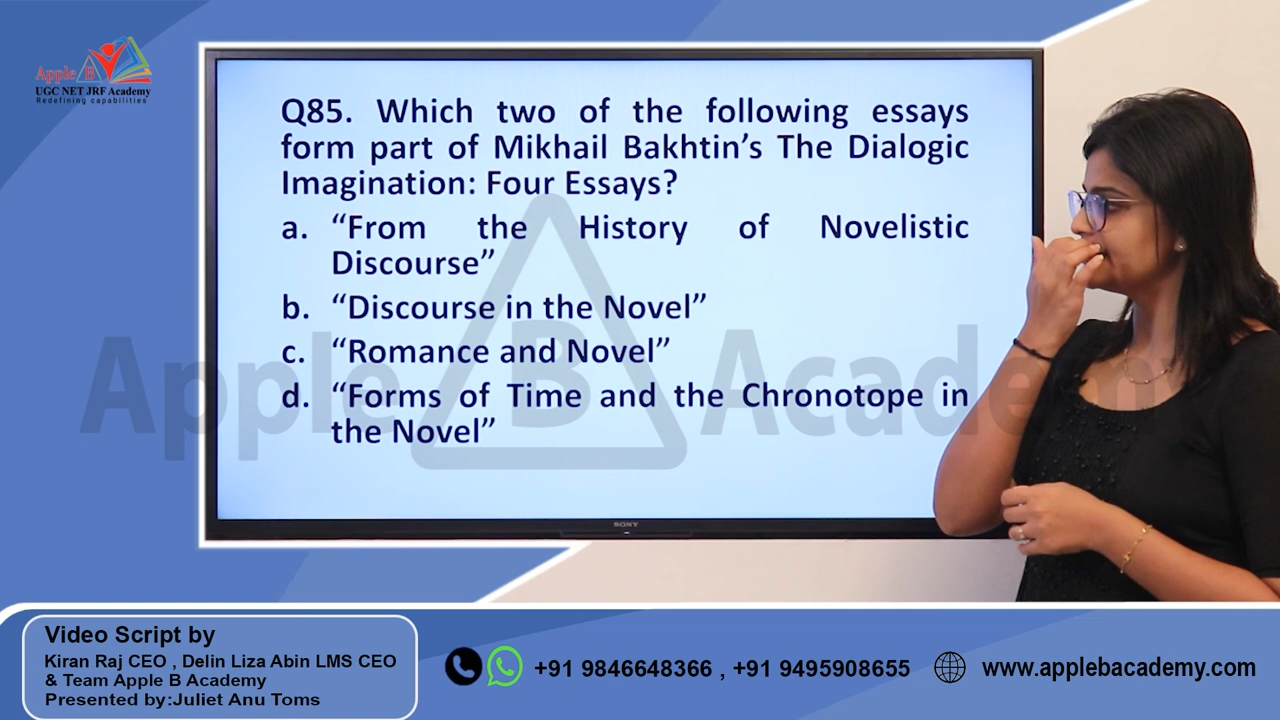 Apple B
UGC NET JRF Academy
Redefining capabilities
Q85. Which two of the following essays
form part of Mikhail Bakhtin’s The Dialogic
Imagination: Four Essays?
a. “From the History of Novelistic
Discourse”
b. “Discourse in the Novel”
c. “Romance and Novel”
d. “Forms of Time and the Chronotope in
the Novel”
Apple B Academy
SONY
Video Script by
Kiran Raj CEO , Delin Liza Abin LMS CEO
& Team Apple B Academy
Presented by:Juliet Anu Toms
+91 9846648366 , +91 9495908655
www.applebacademy.com